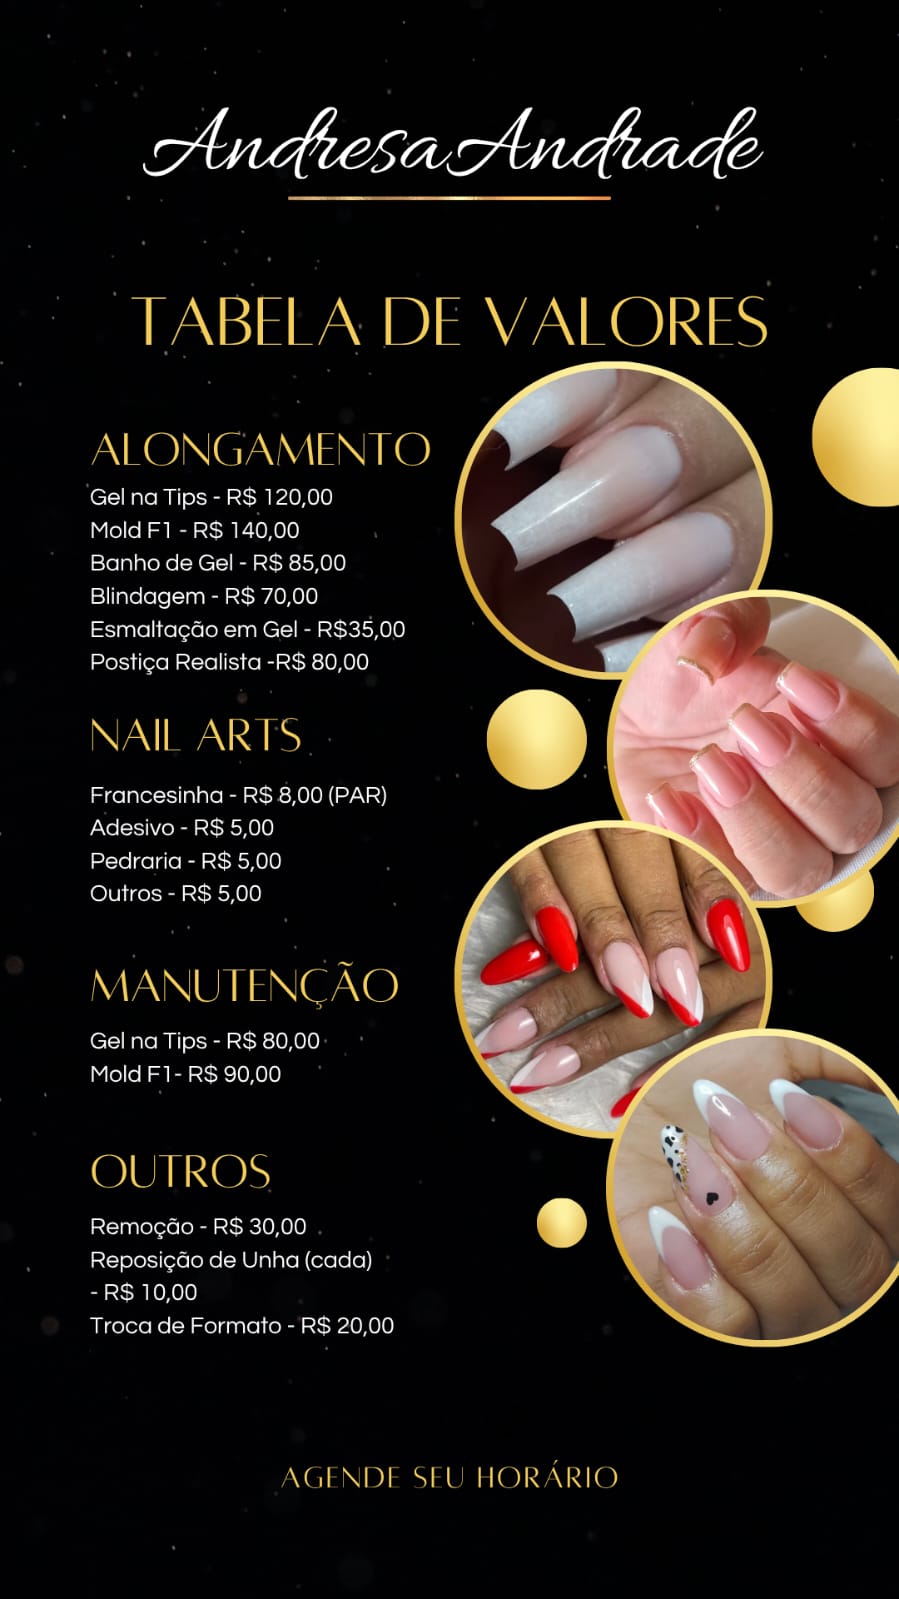 Andresa Andrade
TABELA DE VALORES
ALONGAMENTO
Gel na Tips - R$ 120,00
Mold F1 - R$ 140,00
Banho de Gel - R$ 85,00
Blindagem - R$ 70,00
Esmaltação em Gel - R$35,00
Postiça Realista -R$ 80,00
NAIL ARTS
Francesinha - R$ 8,00 (PAR)
Adesivo - R$ 5,00
Pedraria - R$ 5,00
Outros - R$ 5,00
MANUTENÇÃO
Gel na Tips - R$ 80,00
Mold F1- R$ 90,00
OUTROS
Remoção - R$ 30,00
Reposição de Unha (cada)
- R$ 10,00
Troca de Formato - R$ 20,00
AGENDE SEU HORÁRIO